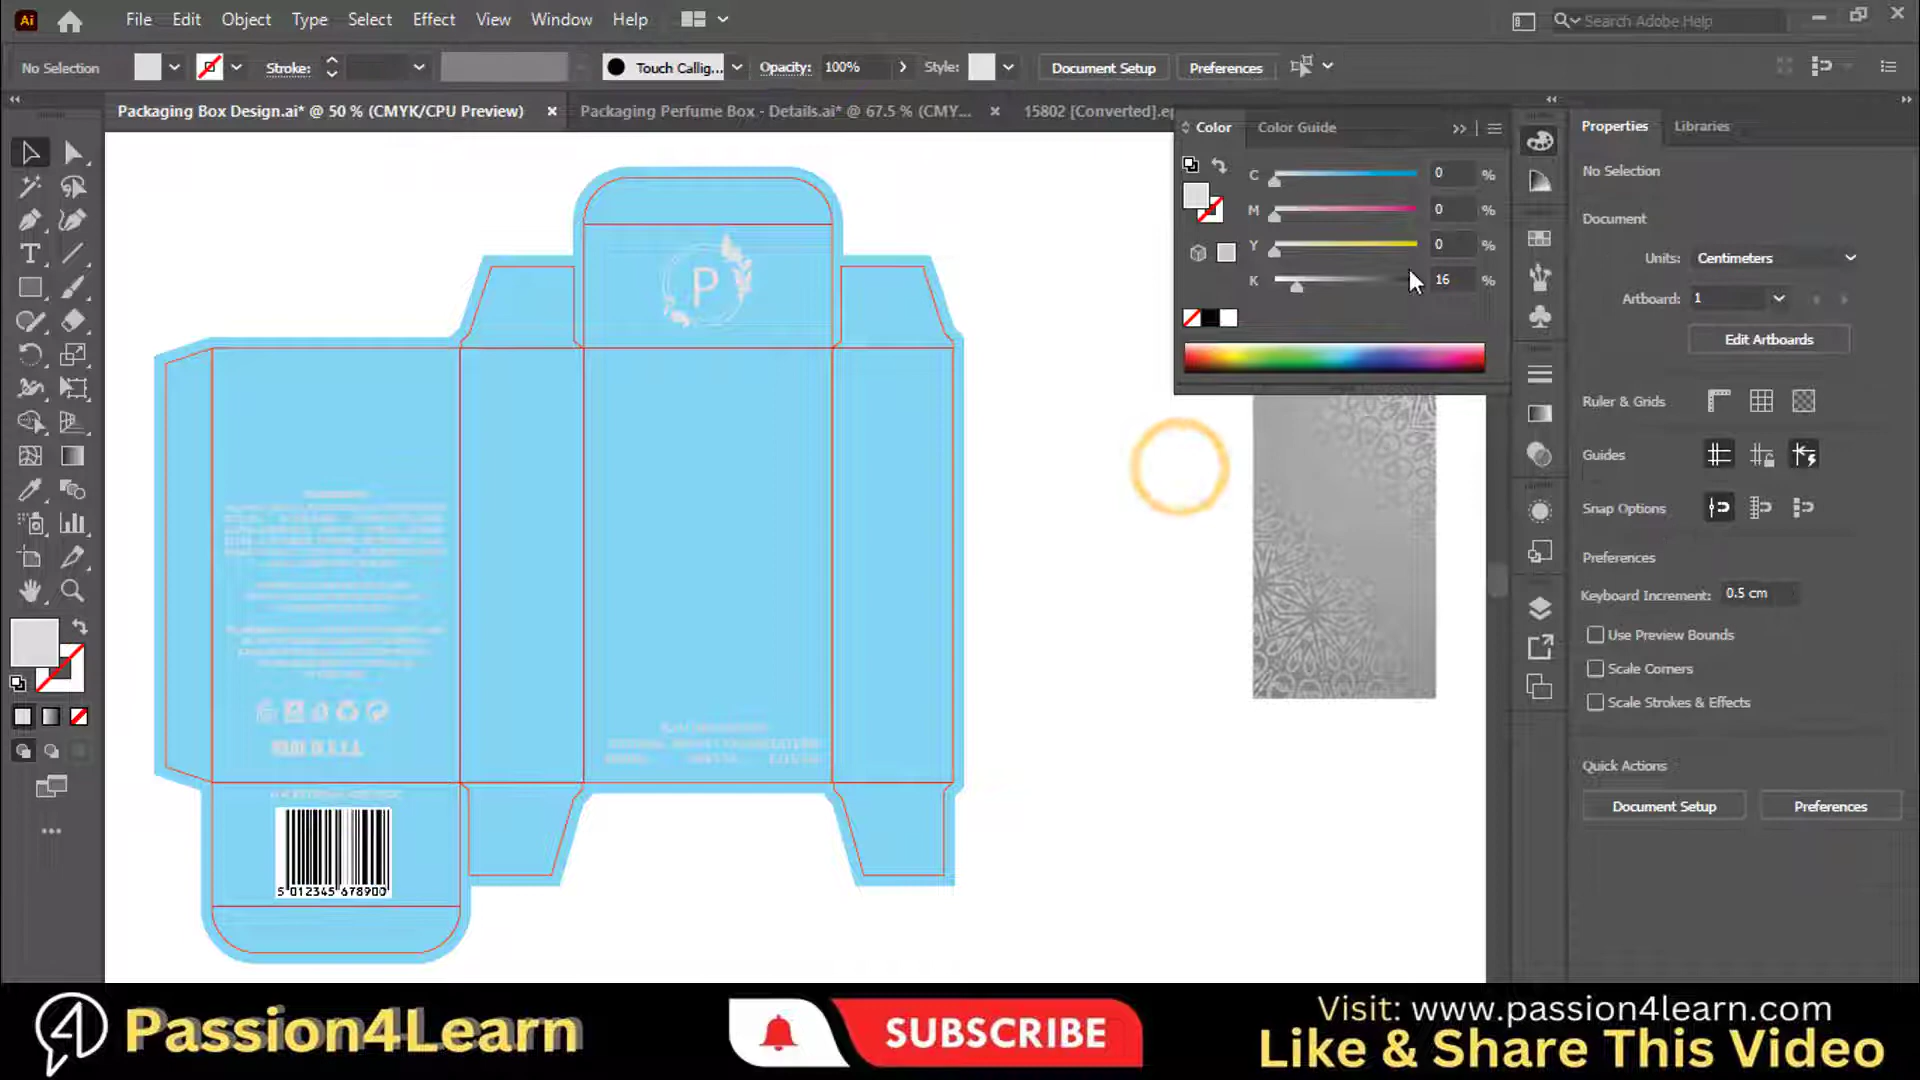 Ai File Edit Object Type Select Effect View Window Help Search Adobe Help
No Selection Stroke: Touch Callig... Opacity: 100% Style: Document Setup Preferences
Packaging Box Design.ai* @ 50 % (CMYK/CPU Preview) × Packaging Perfume Box - Details.ai* @ 67.5 % (CMY... × 15802 [Converted].ep
Color Color Guide
C 0 %
M 0 %
Y 0 %
K 16 %
Properties Libraries
No Selection
Document
Units: Centimeters
Artboard: 1
Edit Artboards
Ruler & Grids
Guides
Snap Options
Preferences
Keyboard Increment: 0.5 cm
Use Preview Bounds
Scale Corners
Scale Strokes & Effects
Quick Actions
Document Setup Preferences
P
5 012345 678900
Passion4Learn
SUBSCRIBE
Visit: www.passion4learn.com
Like & Share This Video